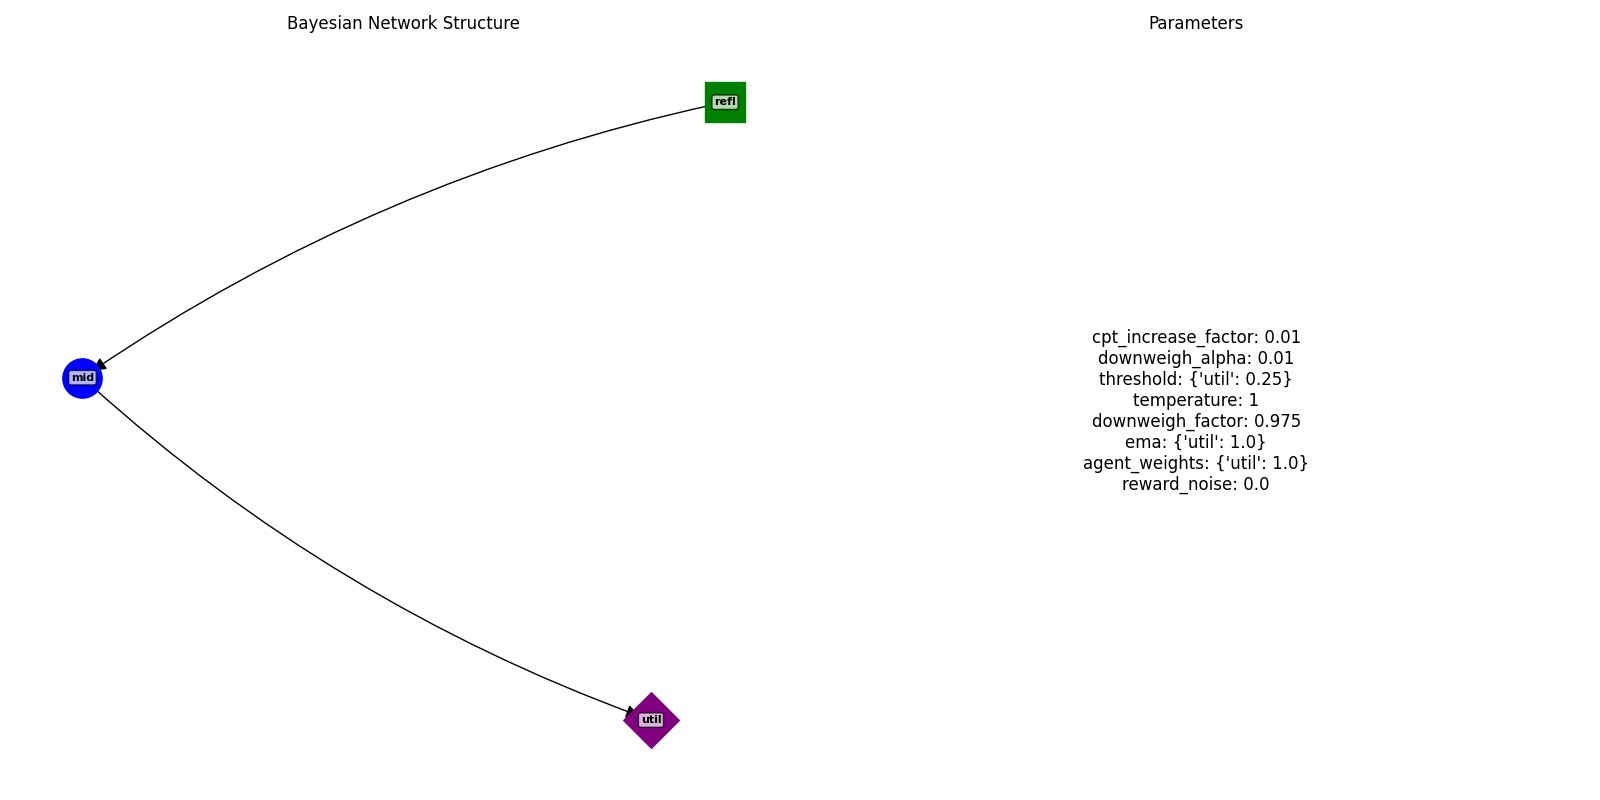 Bayesian Network Structure
Parameters
refl
mid
util
cpt_increase_factor: 0.01
downweigh_alpha: 0.01
threshold: {'util': 0.25}
temperature: 1
downweigh_factor: 0.975
ema: {'util': 1.0}
agent_weights: {'util': 1.0}
reward_noise: 0.0